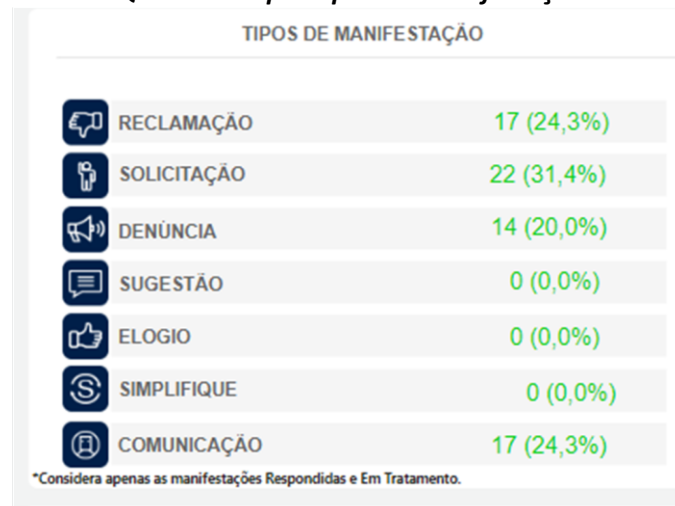 TIPOS DE MANIFESTAÇÃO
RECLAMAÇÃO 17 (24,3%)
SOLICITAÇÃO 22 (31,4%)
DENÚNCIA 14 (20,0%)
SUGESTÃO 0 (0,0%)
ELOGIO 0 (0,0%)
SIMPLIFIQUE 0 (0,0%)
COMUNICAÇÃO 17 (24,3%)
*Considera apenas as manifestações Respondidas e Em Tratamento.